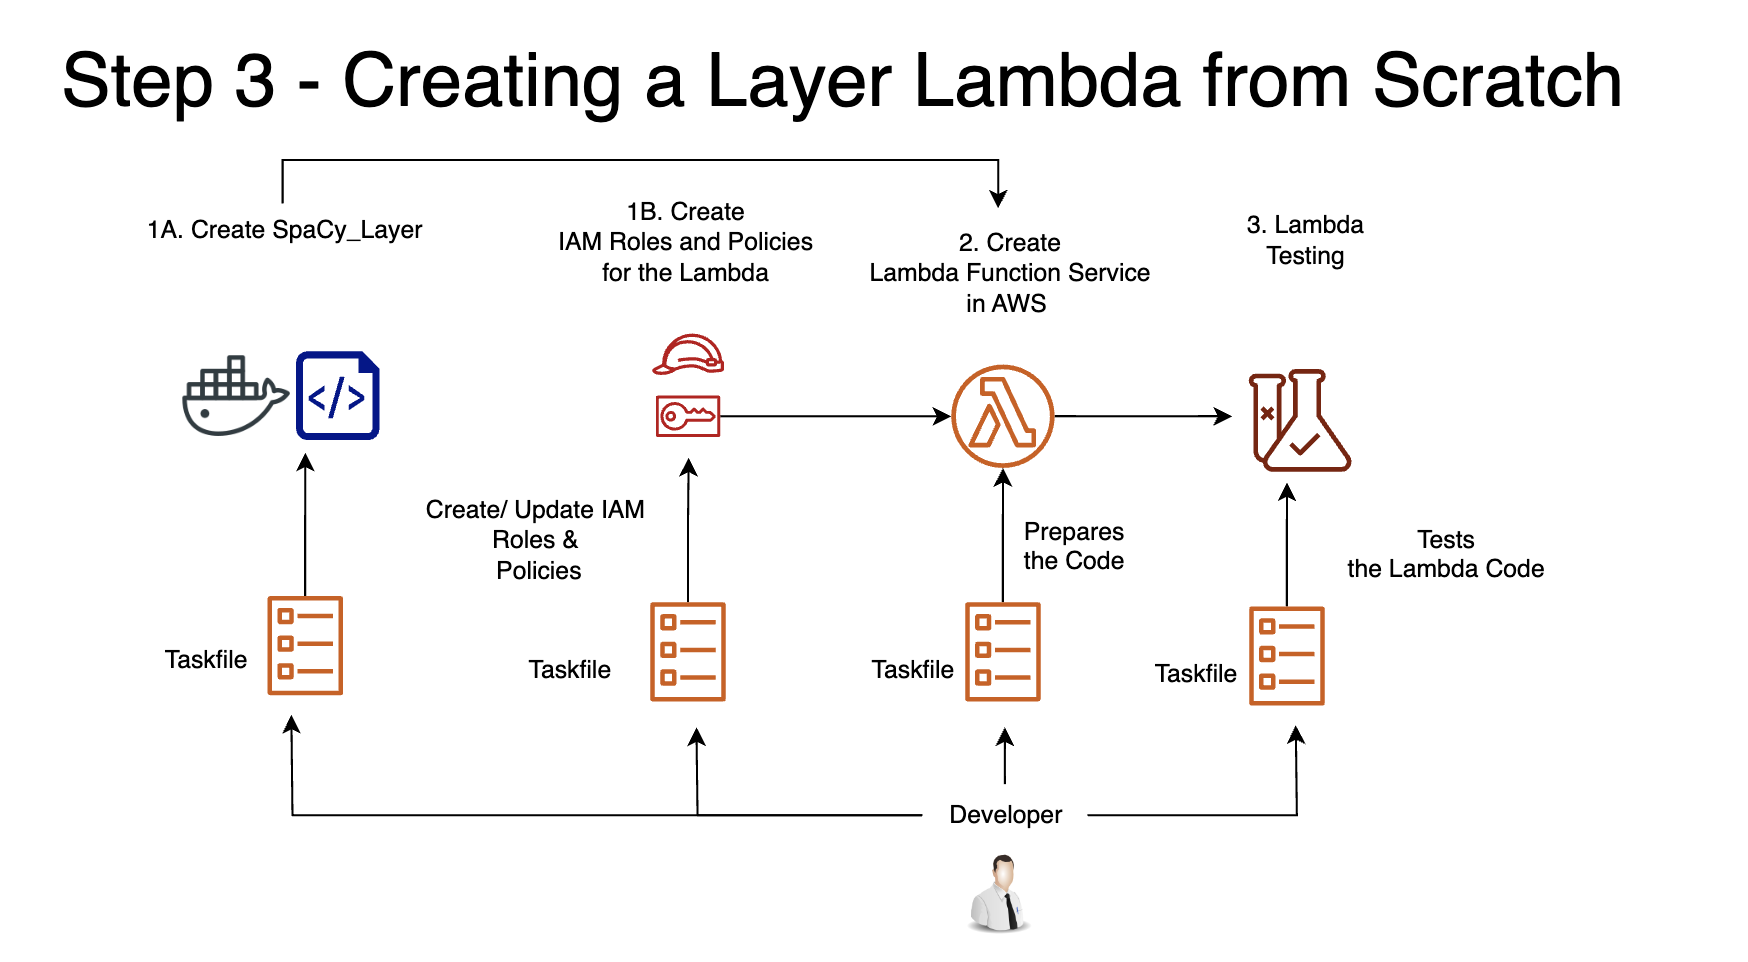 Step 3 - Creating a Layer Lambda from Scratch
1A. Create SpaCy_Layer
1B. Create
IAM Roles and Policies
for the Lambda
2. Create
Lambda Function Service
in AWS
3. Lambda
Testing
</>
Create/ Update IAM
Roles &
Policies
Prepares
the Code
Tests
the Lambda Code
Taskfile
Taskfile
Taskfile
Taskfile
Developer